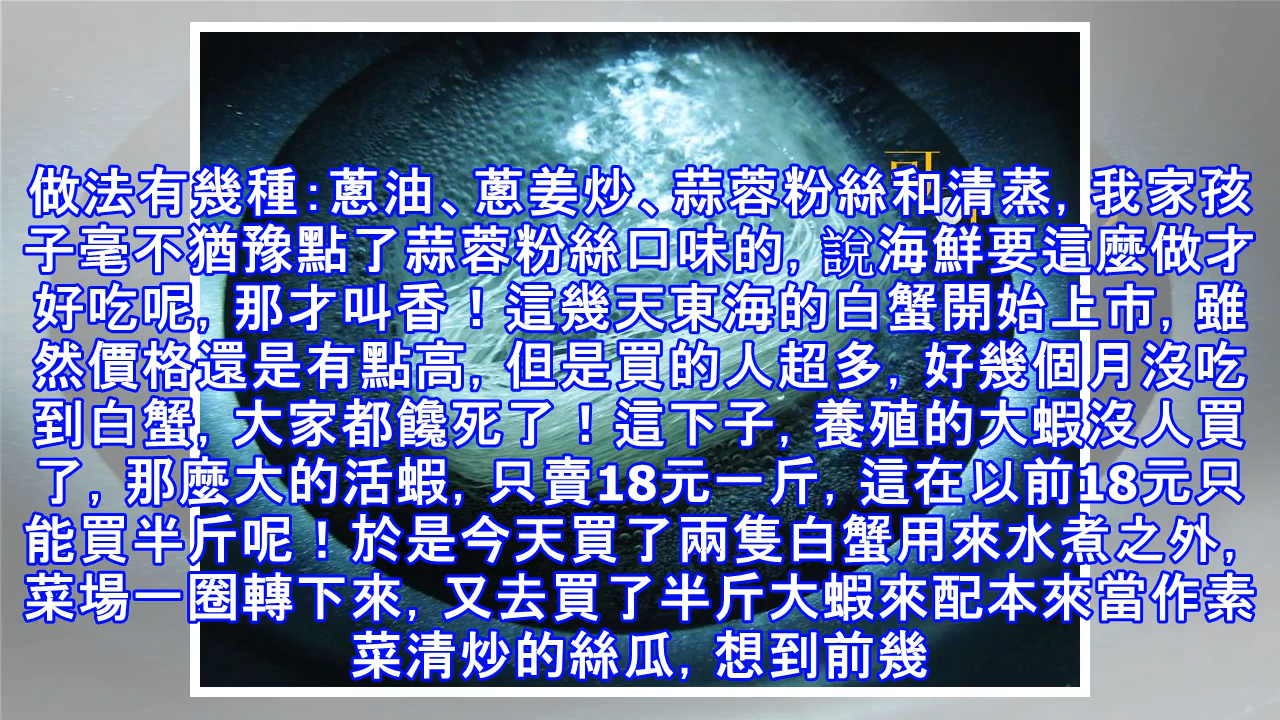 做法有幾種:蔥油、蔥姜炒、蒜蓉粉絲和清蒸, 我家孩
子毫不猶豫點了蒜蓉粉絲口味的, 說海鮮要這麼做才
好吃呢, 那才叫香！這幾天東海的白蟹開始上市, 雖
然價格還是有點高, 但是買的人超多, 好幾個月沒吃
到白蟹, 大家都饞死了！這下子, 養殖的大蝦沒人買
了, 那麼大的活蝦, 只賣18元一斤, 這在以前18元只
能買半斤呢！於是今天買了兩隻白蟹用來水煮之外,
菜場一圈轉下來, 又去買了半斤大蝦來配本來當作素
菜清炒的絲瓜, 想到前幾